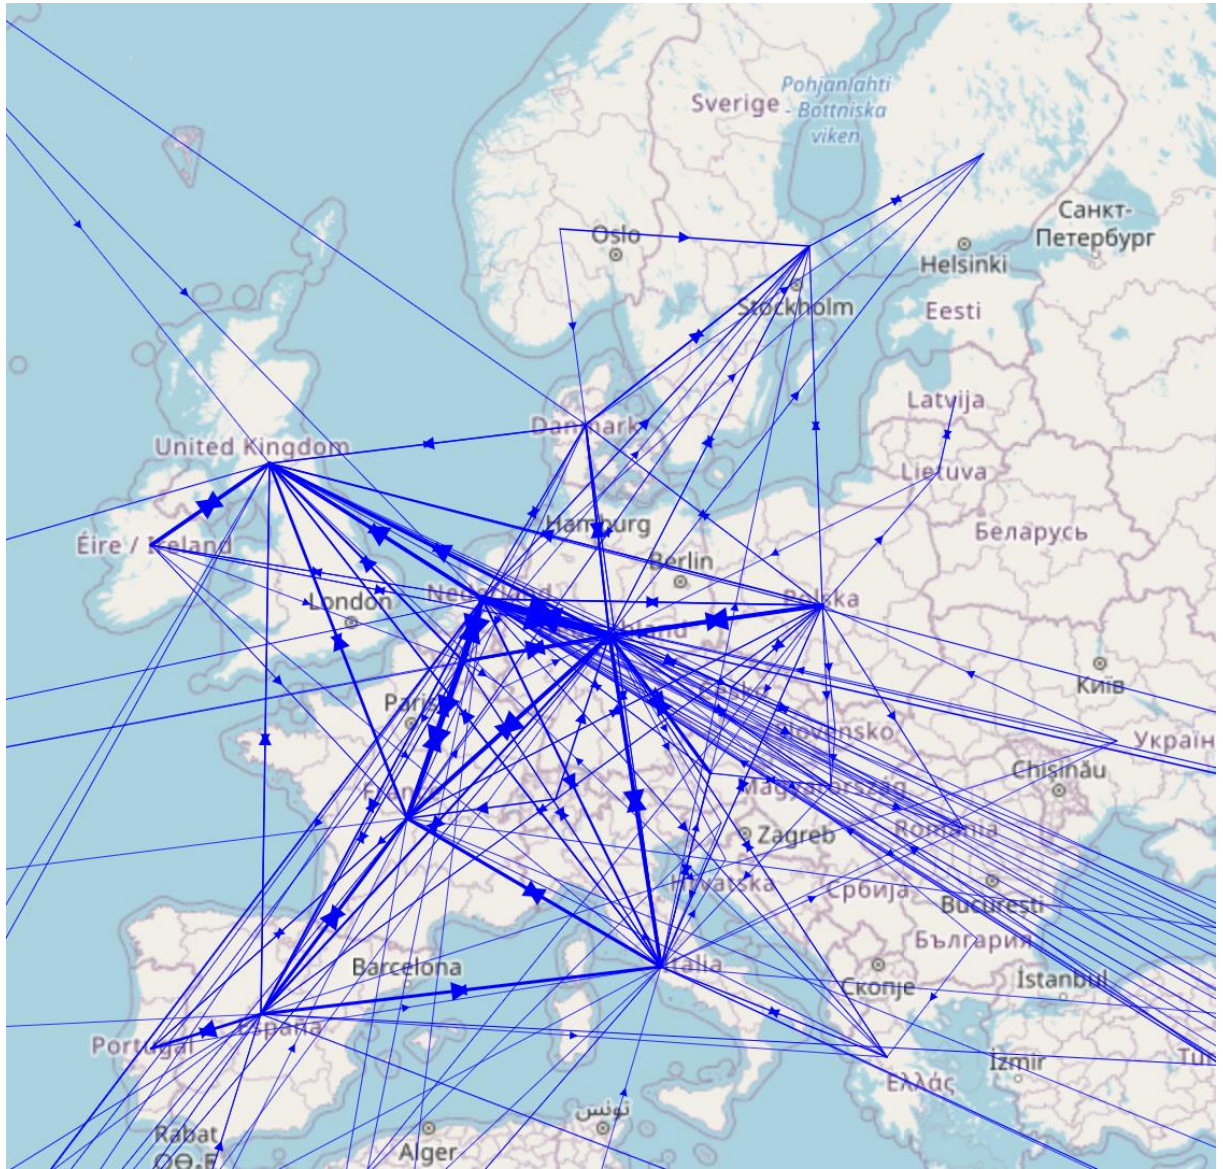 Pohjanlahti
- Bottniska
viken
Sverige
Санкт-
Петербург
Oslo
Helsinki
Stockholm
Eesti
Latvija
Danmark
United Kingdom
Lietuva
Hamburg
Беларусь
Éire / Ireland
Berlin
Nederland
London
Polska
Київ
Paris
Slovensko
Україн
Chișinău
Magyarország
Zagreb
România
Hrvatska
Србија
București
България
Barcelona
Italia
Скопје
İstanbul
España
Portugal
İzmir
Ελλάς
تونس
Rabat
Alger